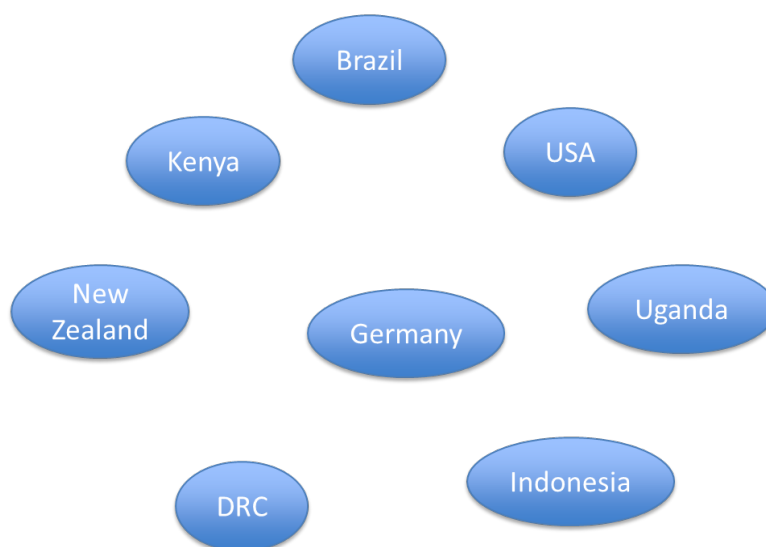 Brazil
USA
Kenya
New
Zealand
Germany
Uganda
Indonesia
DRC